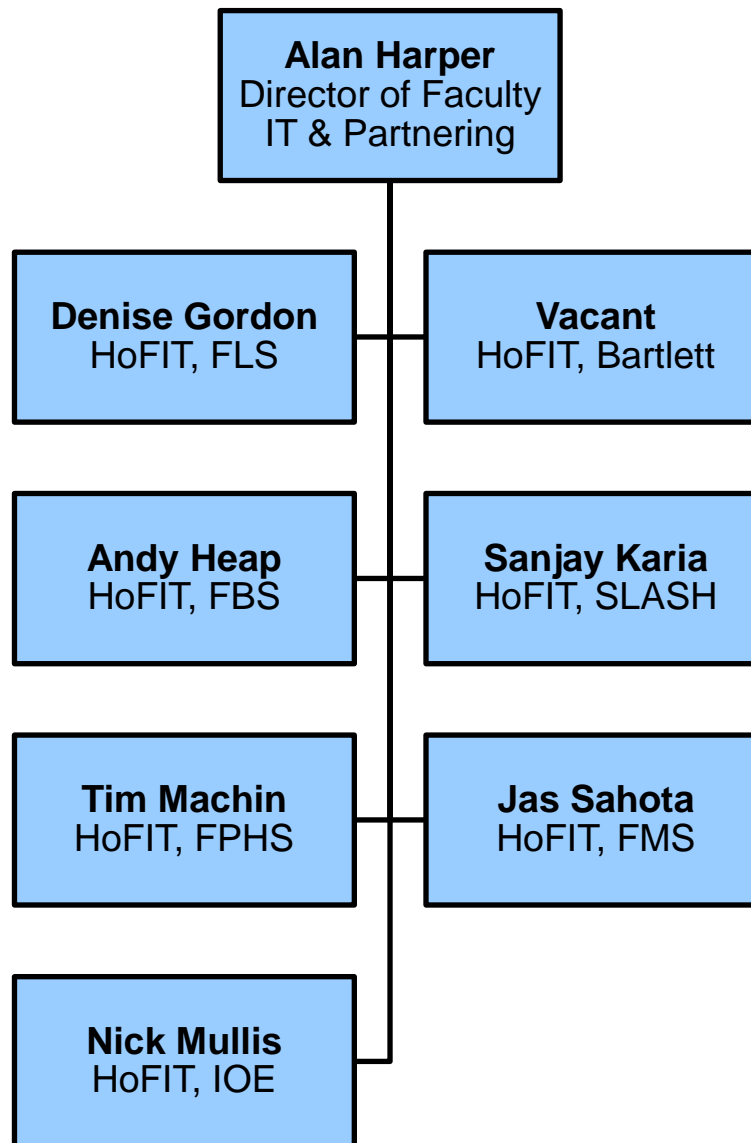 Alan Harper
Director of Faculty
IT & Partnering
Denise Gordon
HoFIT, FLS
Vacant
HoFIT, Bartlett
Andy Heap
HoFIT, FBS
Sanjay Karia
HoFIT, SLASH
Tim Machin
HoFIT, FPHS
Jas Sahota
HoFIT, FMS
Nick Mullis
HoFIT, IOE